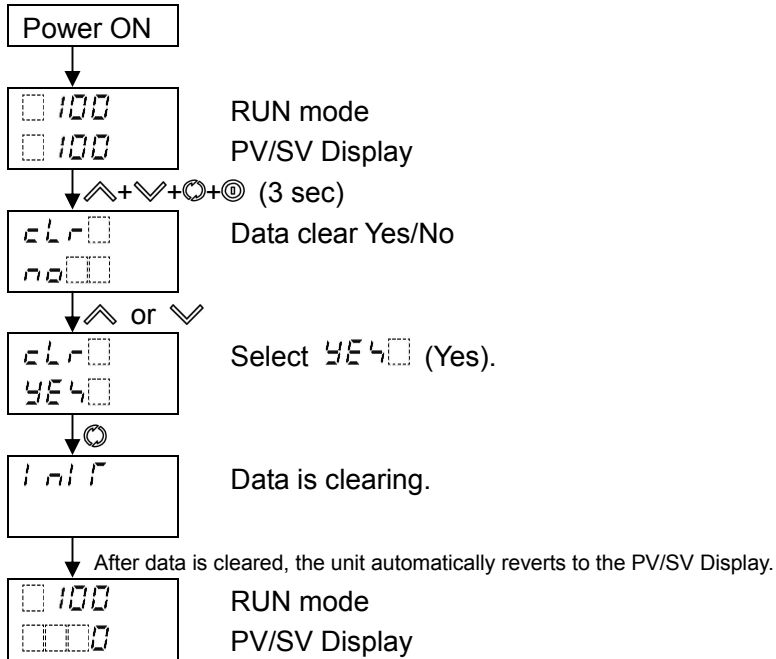 Power ON
100 RUN mode
100 PV/SV Display
+ + + (3 sec)
cLr Data clear Yes/No
no
or
cLr Select YES (Yes).
YES
INIT Data is clearing.
After data is cleared, the unit automatically reverts to the PV/SV Display.
100 RUN mode
0 PV/SV Display